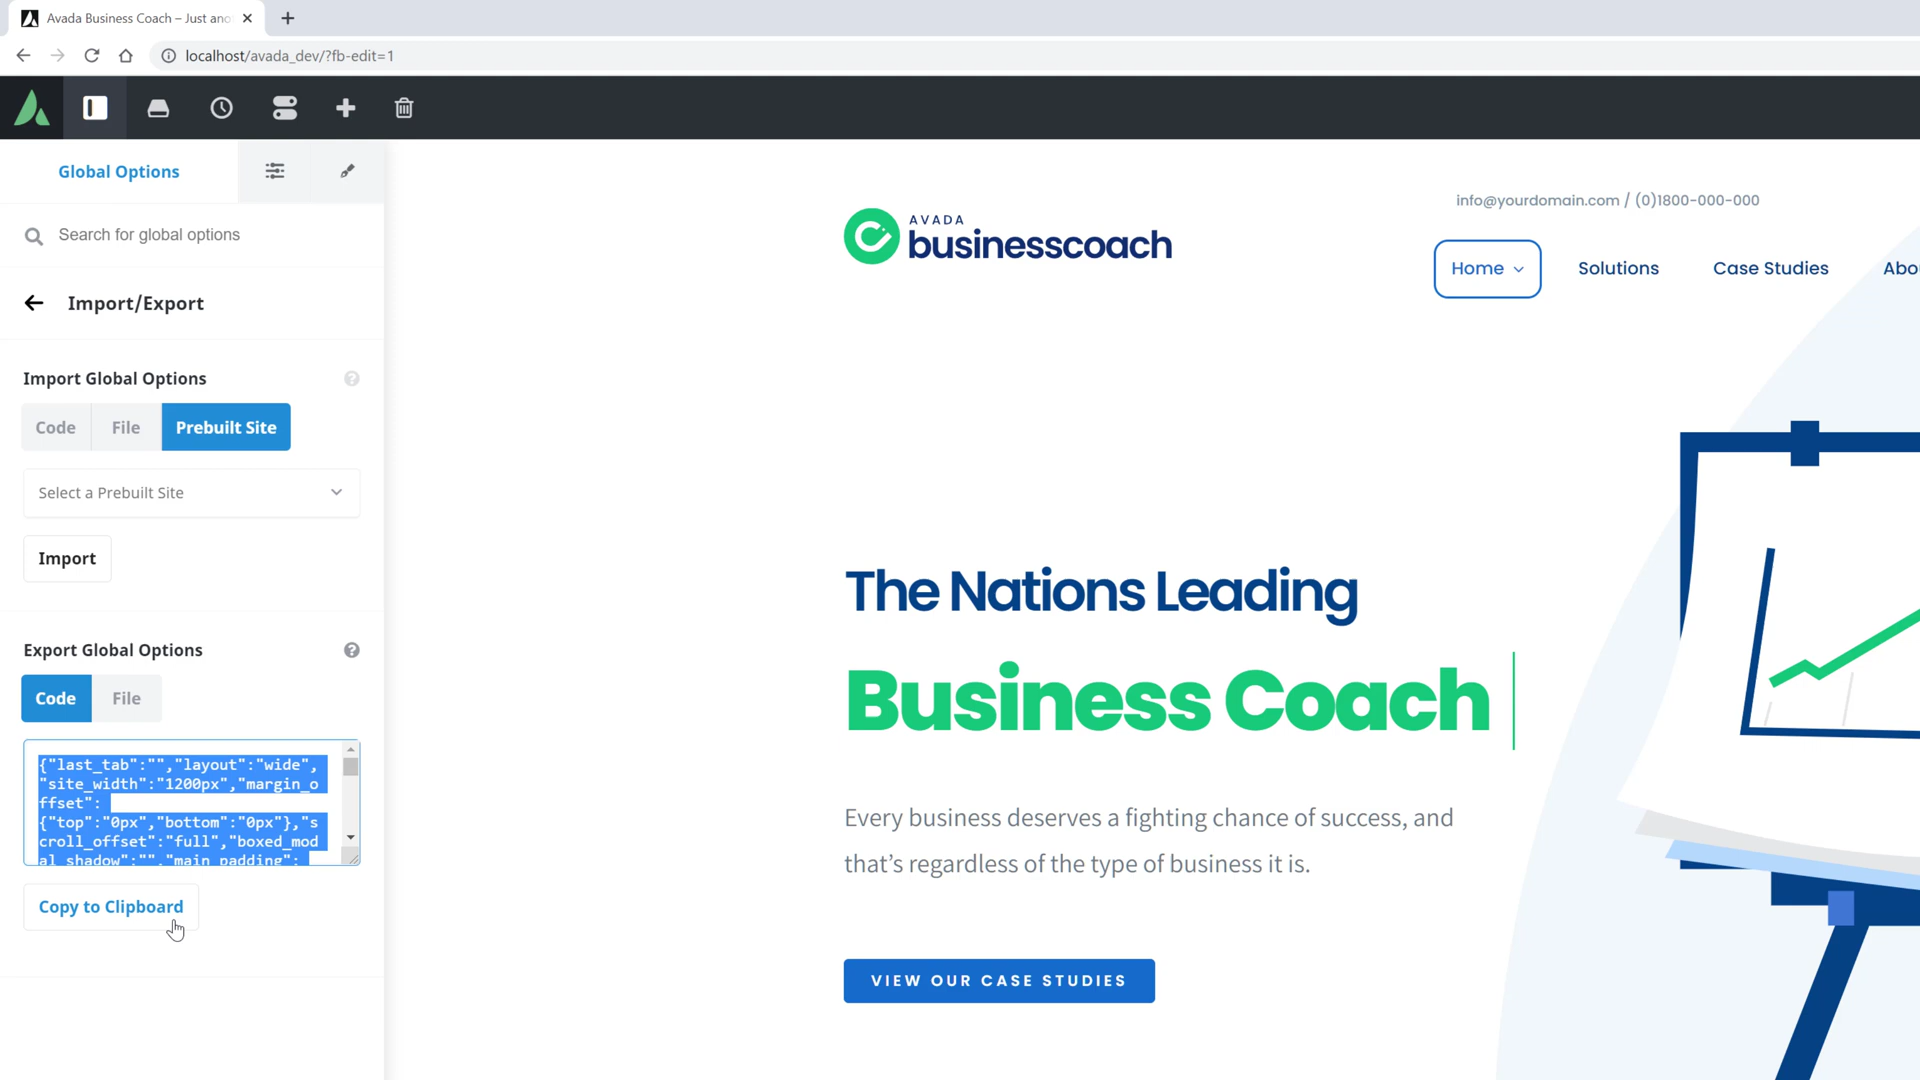 Avada Business Coach – Just ano
localhost/avada_dev/?fb-edit=1
Global Options
Search for global options
Import/Export
Import Global Options
Code File Prebuilt Site
Select a Prebuilt Site
Import
Export Global Options
Code File
{"last_tab":"","layout":"wide",
"site_width":"1200px","margin_o
ffset":
{"top":"0px","bottom":"0px"},"s
croll_offset":"full","boxed_mod
al_shadow":"","main_padding":
Copy to Clipboard
info@yourdomain.com / (0)1800-000-000
AVADA
businesscoach
Home Solutions Case Studies Abo
The Nations Leading
Business Coach
Every business deserves a fighting chance of success, and
that's regardless of the type of business it is.
VIEW OUR CASE STUDIES